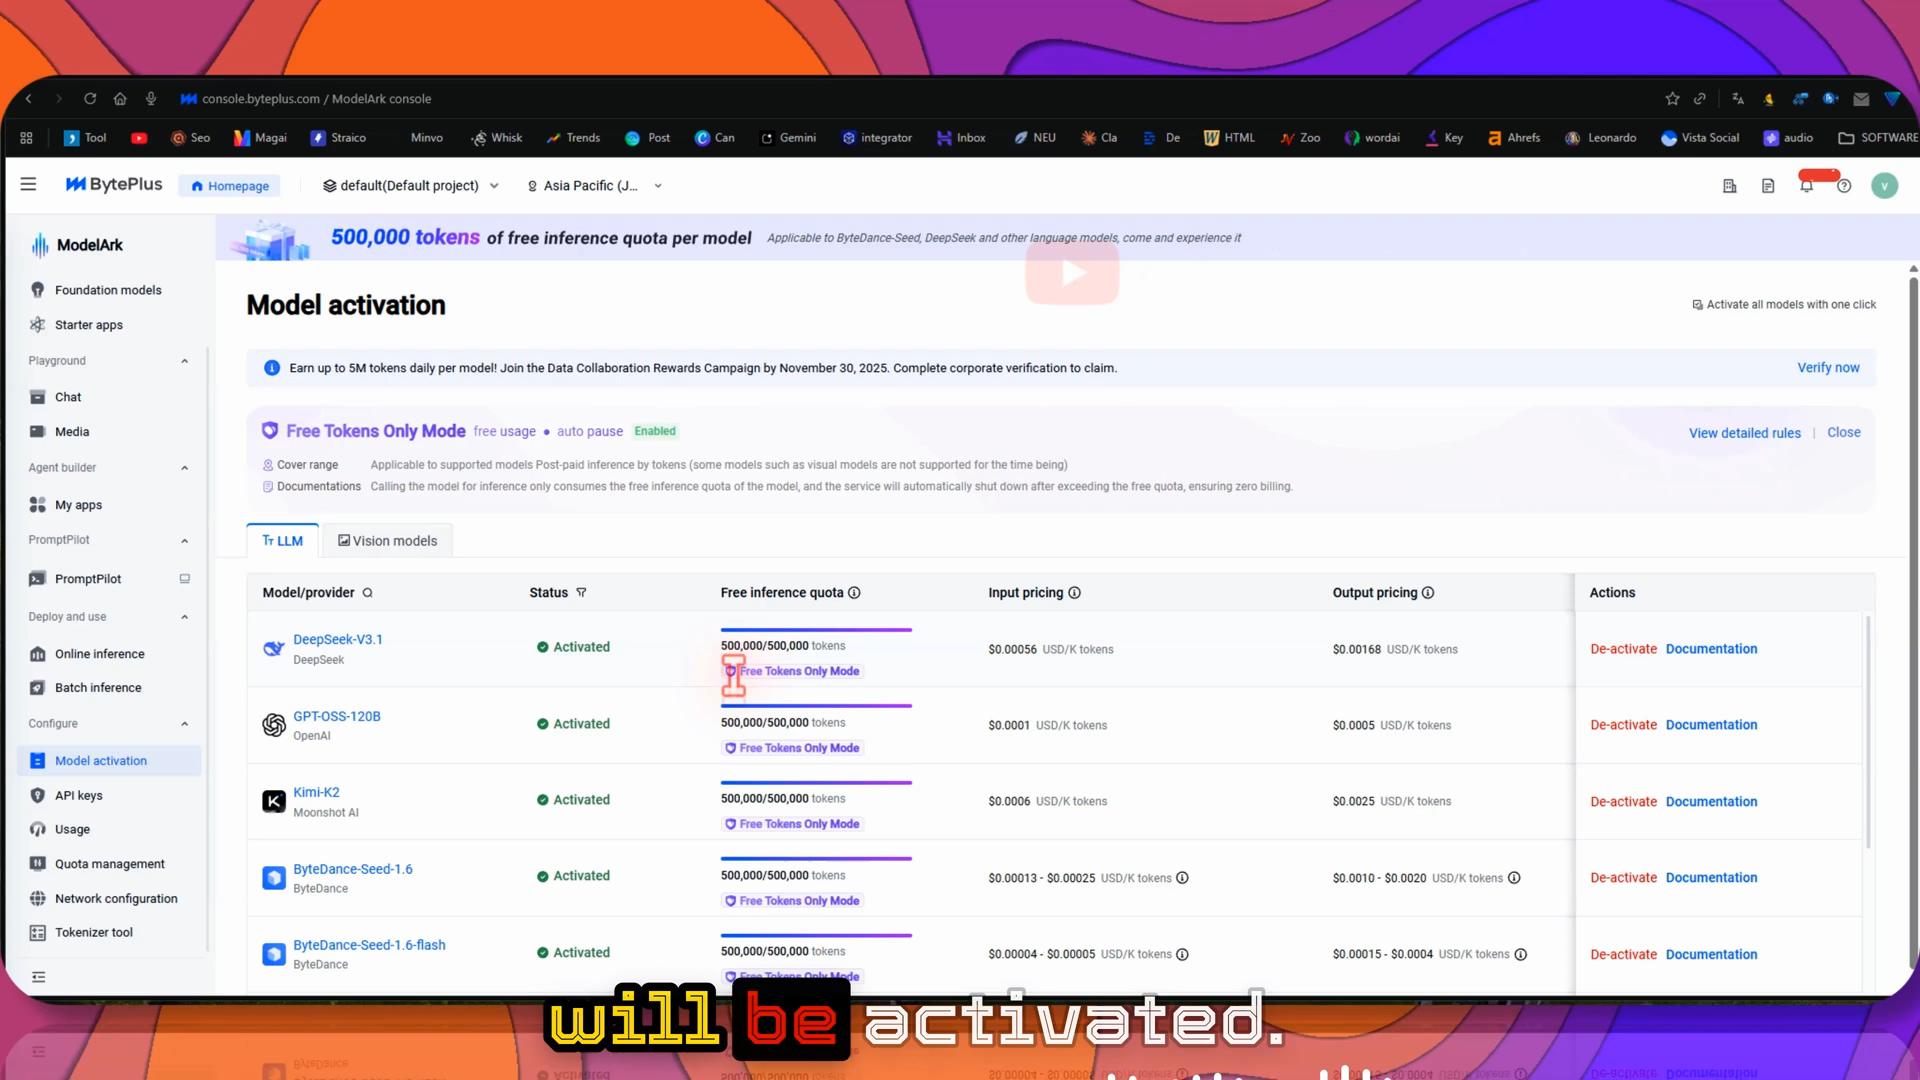 console.byteplus.com / ModelArk console
Tool
Seo
Magai
Straico
Minvo
Whisk
Trends
Post
Can
Gemini
integrator
Inbox
NEU
Cla
De
HTML
Zoo
wordai
Key
Ahrefs
Leonardo
Vista Social
audio
SOFTWARE
BytePlus
Homepage
default(Default project)
Asia Pacific (J...
V
ModelArk
Foundation models
Starter apps
Playground
Chat
Media
Agent builder
My apps
PromptPilot
PromptPilot
Deploy and use
Online inference
Batch inference
Configure
Model activation
API keys
Usage
Quota management
Network configuration
Tokenizer tool
500,000 tokens of free inference quota per model
Applicable to ByteDance-Seed, DeepSeek and other language models, come and experience it
Model activation
Activate all models with one click
Earn up to 5M tokens daily per model! Join the Data Collaboration Rewards Campaign by November 30, 2025. Complete corporate verification to claim.
Verify now
Free Tokens Only Mode free usage • auto pause Enabled
View detailed rules | Close
Cover range Applicable to supported models Post-paid inference by tokens (some models such as visual models are not supported for the time being)
Documentations Calling the model for inference only consumes the free inference quota of the model, and the service will automatically shut down after exceeding the free quota, ensuring zero billing.
LLM
Vision models
Model/provider Status Free inference quota Input pricing Output pricing Actions
DeepSeek-V3.1
DeepSeek
Activated
500,000/500,000 tokens
Free Tokens Only Mode
$0.00056 USD/K tokens
$0.00168 USD/K tokens
De-activate Documentation
GPT-OSS-120B
OpenAI
Activated
500,000/500,000 tokens
Free Tokens Only Mode
$0.0001 USD/K tokens
$0.0005 USD/K tokens
De-activate Documentation
Kimi-K2
Moonshot AI
Activated
500,000/500,000 tokens
Free Tokens Only Mode
$0.0006 USD/K tokens
$0.0025 USD/K tokens
De-activate Documentation
ByteDance-Seed-1.6
ByteDance
Activated
500,000/500,000 tokens
Free Tokens Only Mode
$0.00013 - $0.00025 USD/K tokens
$0.0010 - $0.0020 USD/K tokens
De-activate Documentation
ByteDance-Seed-1.6-flash
ByteDance
Activated
500,000/500,000 tokens
Free Tokens Only Mode
$0.00004 - $0.00005 USD/K tokens
$0.00015 - $0.0004 USD/K tokens
De-activate Documentation
will be activated.